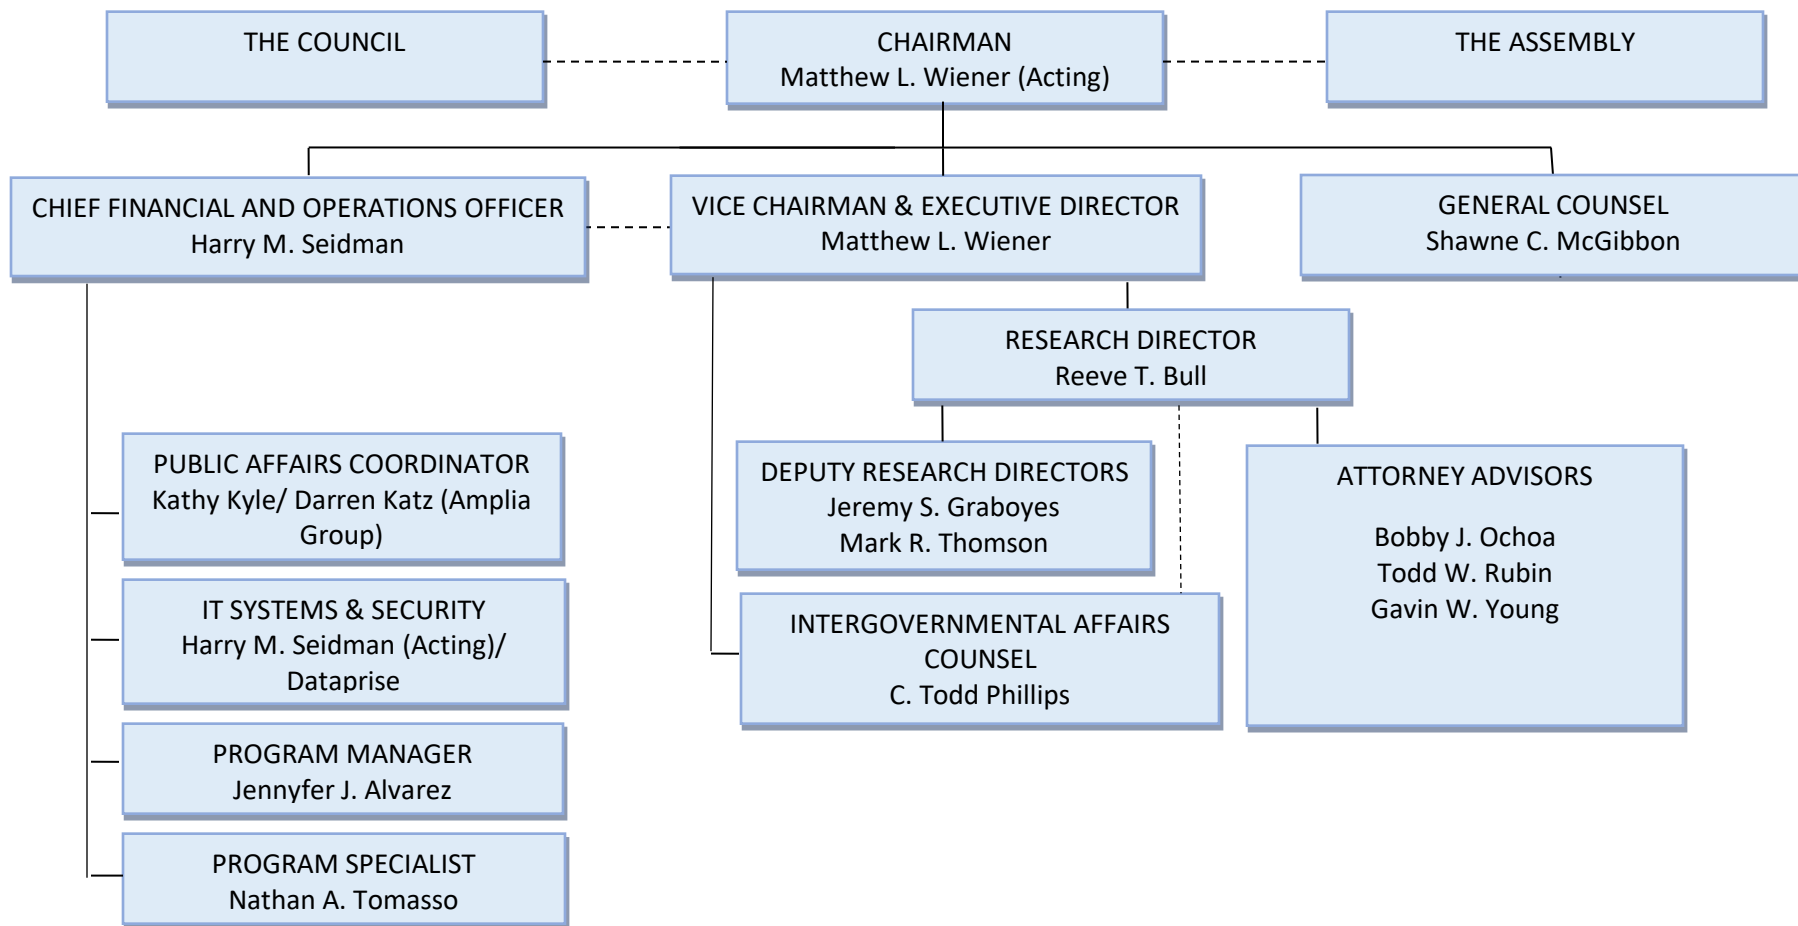 THE COUNCIL
CHAIRMAN
Matthew L. Wiener (Acting)
THE ASSEMBLY
CHIEF FINANCIAL AND OPERATIONS OFFICER
Harry M. Seidman
VICE CHAIRMAN & EXECUTIVE DIRECTOR
Matthew L. Wiener
GENERAL COUNSEL
Shawne C. McGibbon
RESEARCH DIRECTOR
Reeve T. Bull
PUBLIC AFFAIRS COORDINATOR
Kathy Kyle/ Darren Katz (Amplia
Group)
IT SYSTEMS & SECURITY
Harry M. Seidman (Acting)/
Dataprise
PROGRAM MANAGER
Jennyfer J. Alvarez
PROGRAM SPECIALIST
Nathan A. Tomasso
DEPUTY RESEARCH DIRECTORS
Jeremy S. Graboyes
Mark R. Thomson
INTERGOVERNMENTAL AFFAIRS
COUNSEL
C. Todd Phillips
ATTORNEY ADVISORS
Bobby J. Ochoa
Todd W. Rubin
Gavin W. Young